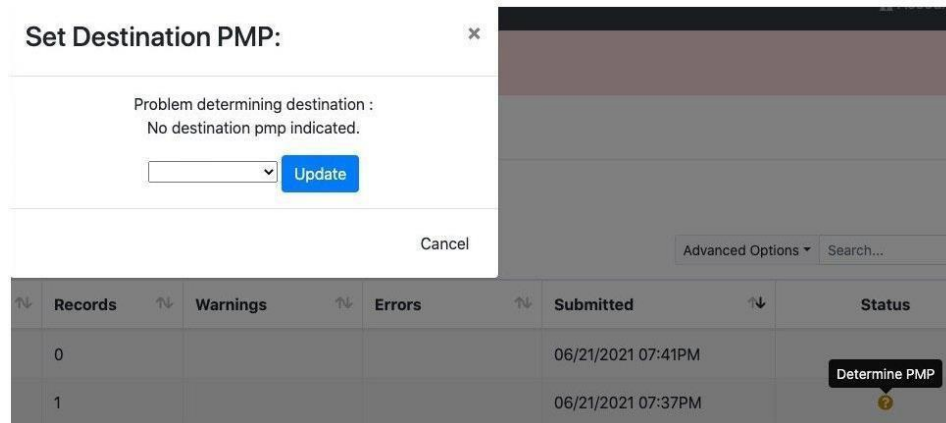 Set Destination PMP:
×
Problem determining destination :
No destination pmp indicated.
Update
Cancel
Advanced Options
Search...
Records
Warnings
Errors
Submitted
Status
0
06/21/2021 07:41PM
Determine PMP
1
06/21/2021 07:37PM
?